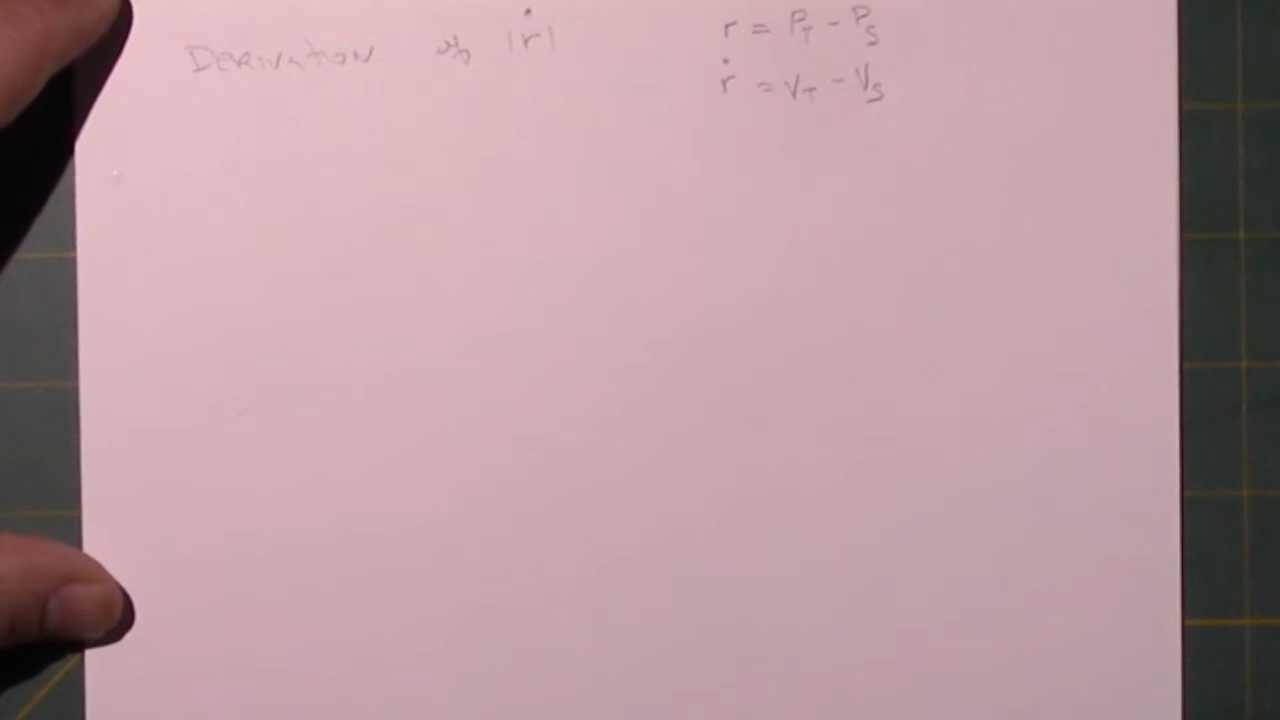 Derivation of |ṙ|
r = P_T - P_S
ṙ = V_T - V_S